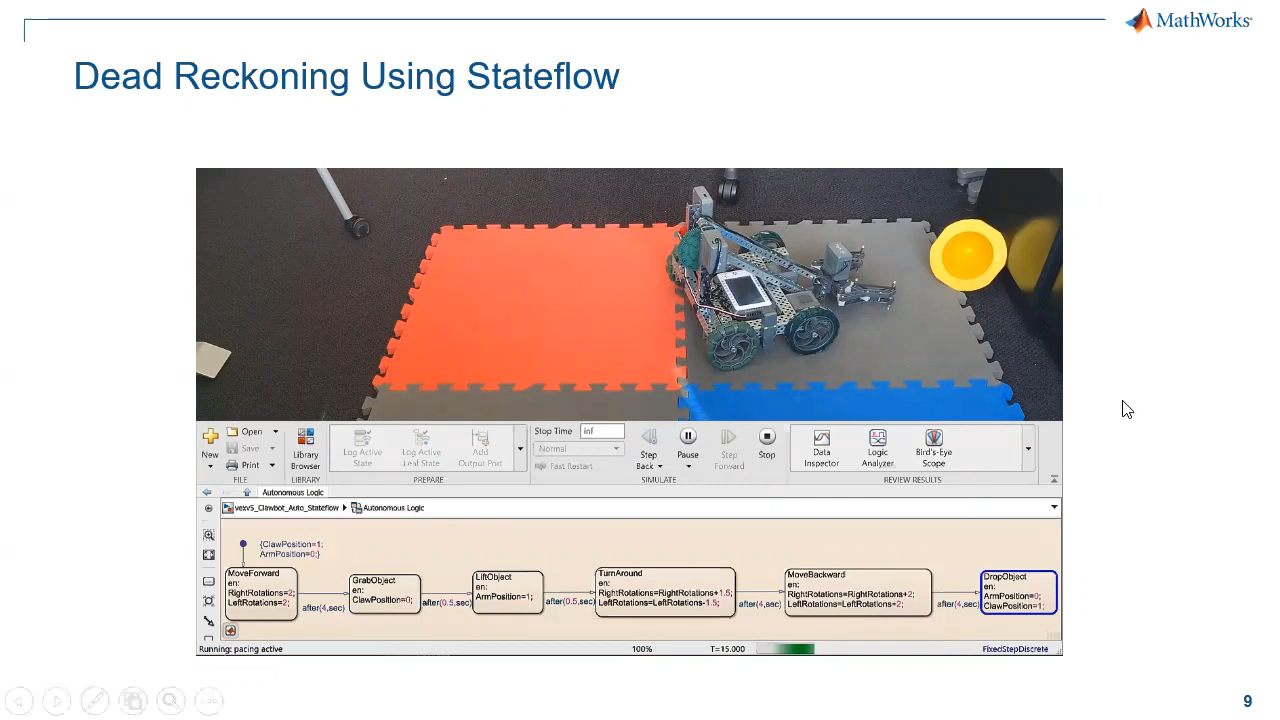 MathWorks
Dead Reckoning Using Stateflow
New
Open
Save
Print
FILE
Library
Browser
LIBRARY
Log Active
State
Log Active
Leaf State
Add
Output Port
PREPARE
Stop Time inf
Normal
Fast Restart
Step
Back
Pause
Step
Forward
Stop
SIMULATE
Data
Inspector
Logic
Analyzer
Bird's-Eye
Scope
REVIEW RESULTS
Autonomous Logic
vexv5_Clawbot_Auto_Stateflow Autonomous Logic
{ClawPosition=1;
ArmPosition=0;}
MoveForward
en:
RightRotations=2;
LeftRotations=2;
after(4,sec)
GrabObject
en:
ClawPosition=0;
after(0.5,sec)
LiftObject
en:
ArmPosition=1;
after(0.5,sec)
TurnAround
en:
RightRotations=RightRotations+1.5;
LeftRotations=LeftRotations-1.5;
after(4,sec)
MoveBackward
en:
RightRotations=RightRotations+2;
LeftRotations=LeftRotations+2;
after(4,sec)
DropObject
en:
ArmPosition=0;
ClawPosition=1;
Running: pacing active 100% T=15.000 FixedStepDiscrete
9